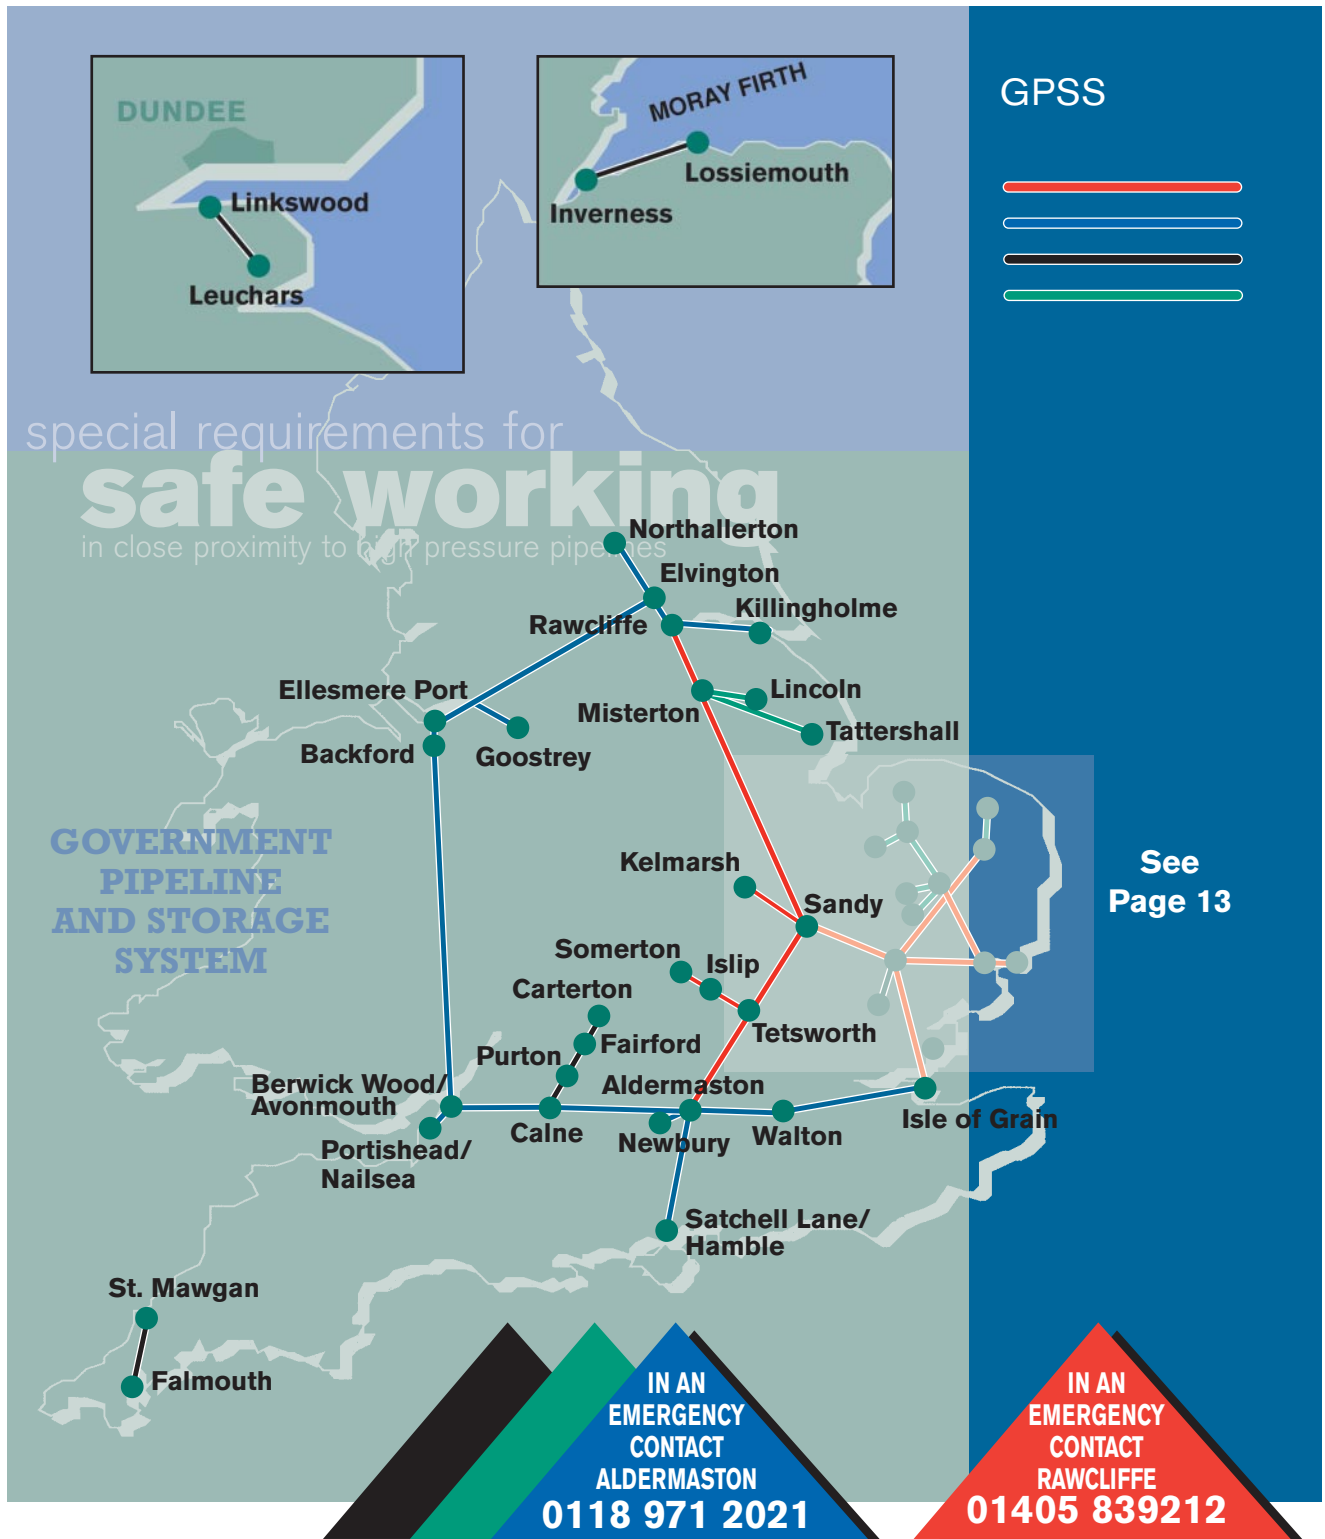 GPSS
DUNDEE
Linkswood
Leuchars
MORAY FIRTH
Lossiemouth
Inverness
special requirements for
safe working
in close proximity to high pressure pipelines
Northallerton
Elvington
Killingholme
Rawcliffe
Ellesmere Port
Lincoln
Misterton
Tattershall
Backford
Goostrey
GOVERNMENT
PIPELINE
AND STORAGE
SYSTEM
See
Page 13
Kelmarsh
Sandy
Somerton
Islip
Carterton
Tetsworth
Fairford
Purton
Berwick Wood/
Avonmouth
Aldermaston
Isle of Grain
Calne
Newbury
Walton
Portishead/
Nailsea
Satchell Lane/
Hamble
St. Mawgan
Falmouth
IN AN
EMERGENCY
CONTACT
ALDERMASTON
0118 971 2021
IN AN
EMERGENCY
CONTACT
RAWCLIFFE
01405 839212